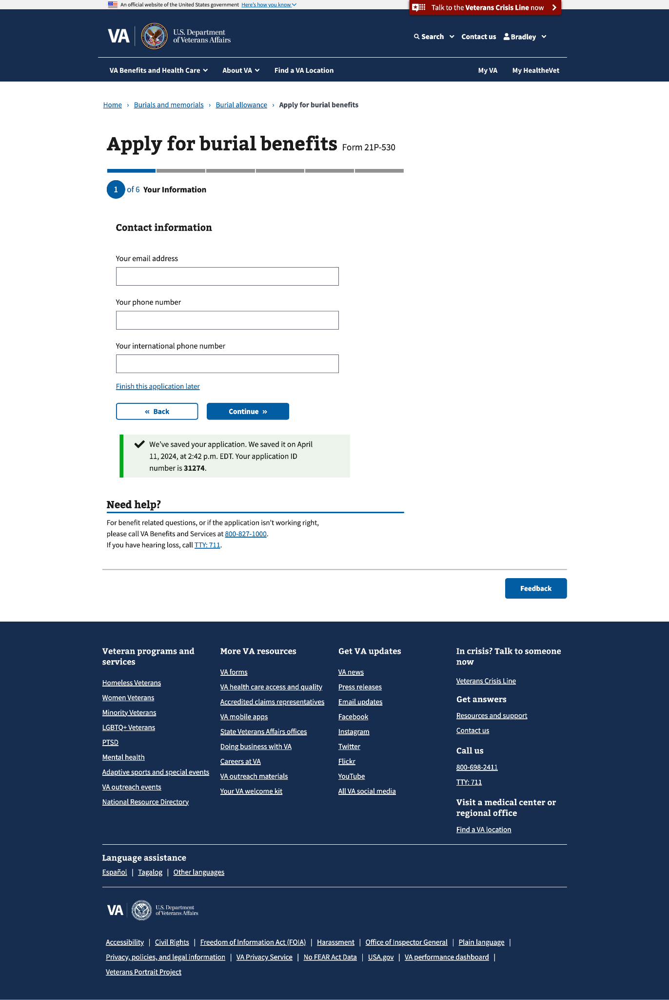 An official website of the United States government Here's how you know
Talk to the Veterans Crisis Line now
VA U.S. Department
of Veterans Affairs
Search Contact us Bradley
VA Benefits and Health Care About VA Find a VA Location My VA My HealtheVet
Home › Burials and memorials › Burial allowance › Apply for burial benefits
Apply for burial benefits Form 21P-530
1 of 6 Your Information
Contact information
Your email address
Your phone number
Your international phone number
Finish this application later
« Back Continue »
We've saved your application. We saved it on April
11, 2024, at 2:42 p.m. EDT. Your application ID
number is 31274.
Need help?
For benefit related questions, or if the application isn't working right,
please call VA Benefits and Services at 800-827-1000.
If you have hearing loss, call TTY: 711.
Feedback
Veteran programs and
services
Homeless Veterans
Women Veterans
Minority Veterans
LGBTQ+ Veterans
PTSD
Mental health
Adaptive sports and special events
VA outreach events
National Resource Directory
More VA resources
VA forms
VA health care access and quality
Accredited claims representatives
VA mobile apps
State Veterans Affairs offices
Doing business with VA
Careers at VA
VA outreach materials
Your VA welcome kit
Get VA updates
VA news
Press releases
Email updates
Facebook
Instagram
Twitter
Flickr
YouTube
All VA social media
In crisis? Talk to someone
now
Veterans Crisis Line
Get answers
Resources and support
Contact us
Call us
800-698-2411
TTY: 711
Visit a medical center or
regional office
Find a VA location
Language assistance
Español | Tagalog | Other languages
VA U.S. Department
of Veterans Affairs
Accessibility | Civil Rights | Freedom of Information Act (FOIA) | Harassment | Office of Inspector General | Plain language |
Privacy, policies, and legal information | VA Privacy Service | No FEAR Act Data | USA.gov | VA performance dashboard |
Veterans Portrait Project